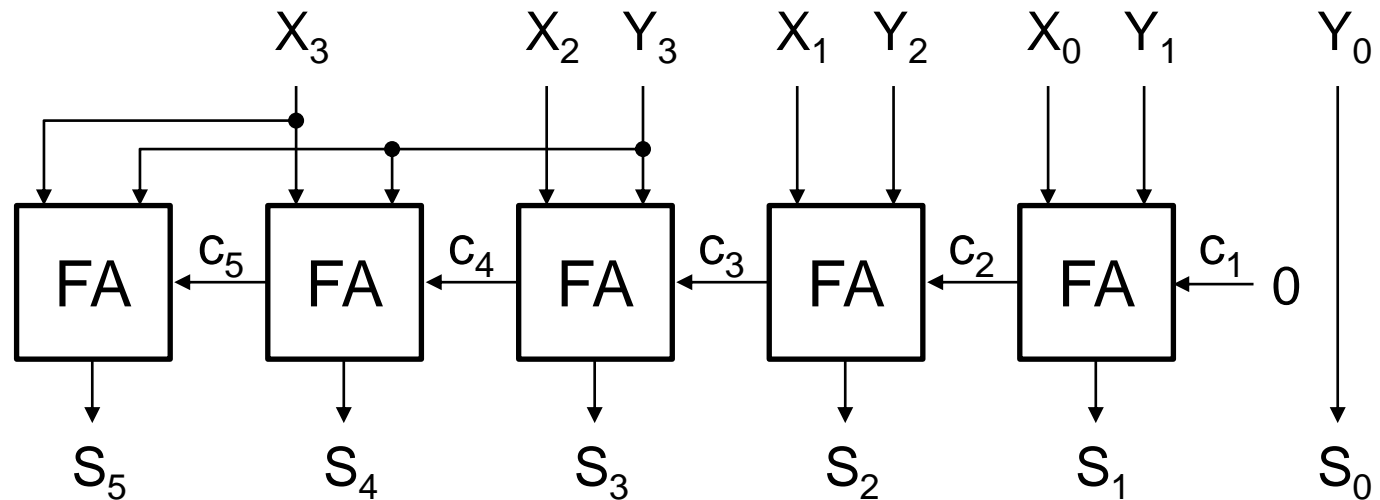 X₃ X₂ Y₃ X₁ Y₂ X₀ Y₁ Y₀
FA c₅ FA c₄ FA c₃ FA c₂ FA c₁ 0
S₅ S₄ S₃ S₂ S₁ S₀